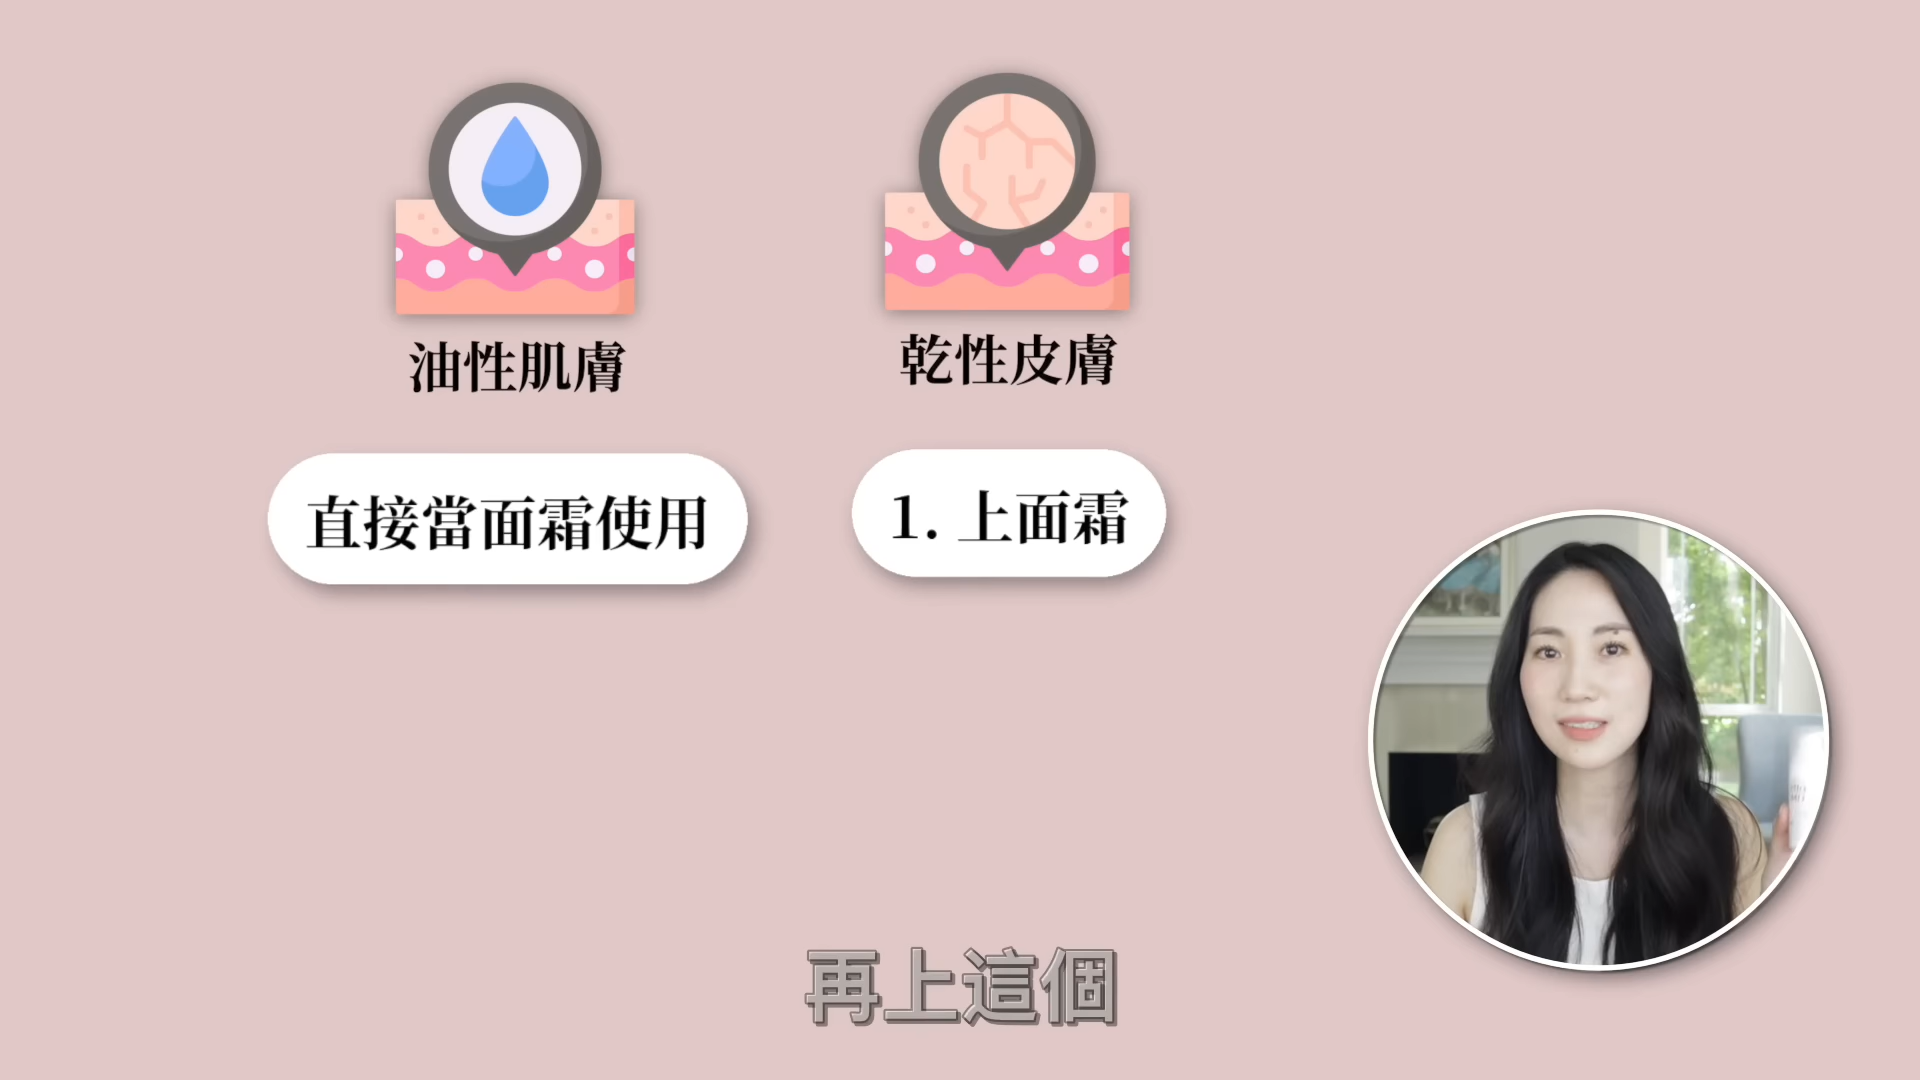 油性肌膚
乾性皮膚
直接當面霜使用
1. 上面霜
再上這個